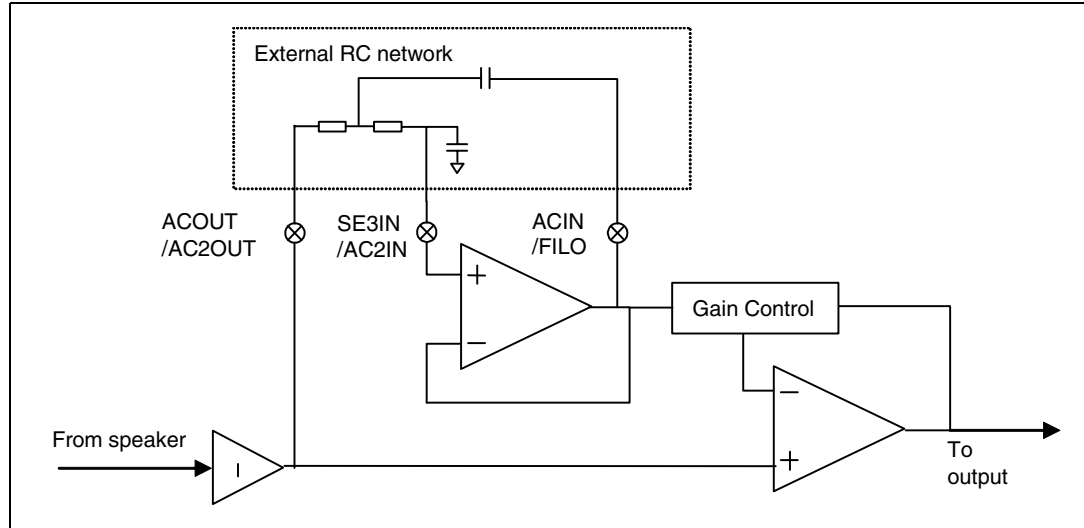 External RC network
ACOUT
/AC2OUT
SE3IN
/AC2IN
ACIN
/FILO
+
−
Gain Control
−
+
From speaker
−
To
output